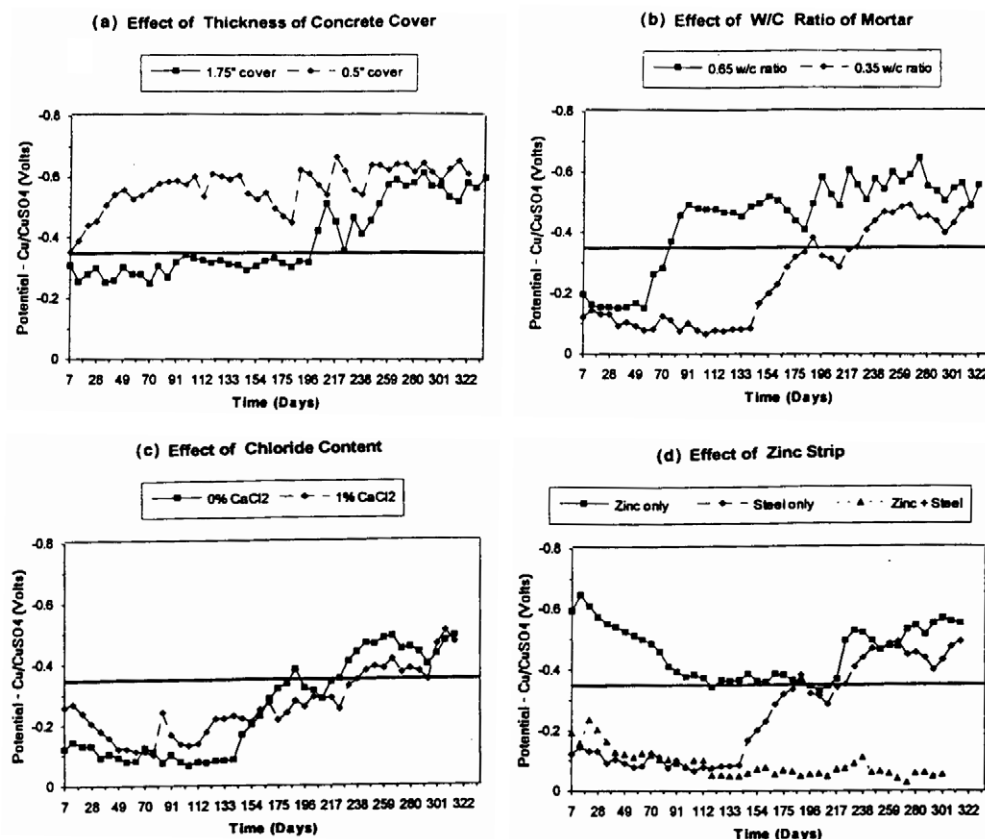 (a) Effect of Thickness of Concrete Cover
1.75" cover 0.5" cover
-0.8
-0.6
-0.4
-0.2
0
Potential - Cu/CuSO4 (Volts)
7 28 49 70 91 112 133 154 175 196 217 238 259 280 301 322
Time (Days)
(b) Effect of W/C Ratio of Mortar
0.65 w/c ratio 0.35 w/c ratio
-0.8
-0.6
-0.4
-0.2
0
Potential - Cu/CuSO4 (Volts)
7 28 49 70 91 112 133 154 175 196 217 238 259 280 301 322
Time (Days)
(c) Effect of Chloride Content
0% CaCl2 1% CaCl2
-0.8
-0.6
-0.4
-0.2
0
Potential - Cu/CuSO4 (Volts)
7 28 49 70 91 112 133 154 175 196 217 238 259 280 301 322
Time (Days)
(d) Effect of Zinc Strip
Zinc only Steel only Zinc + Steel
-0.8
-0.6
-0.4
-0.2
0
Potential - Cu/CuSO4 (Volts)
7 28 49 70 91 112 133 154 175 196 217 238 259 280 301 322
Time (Days)